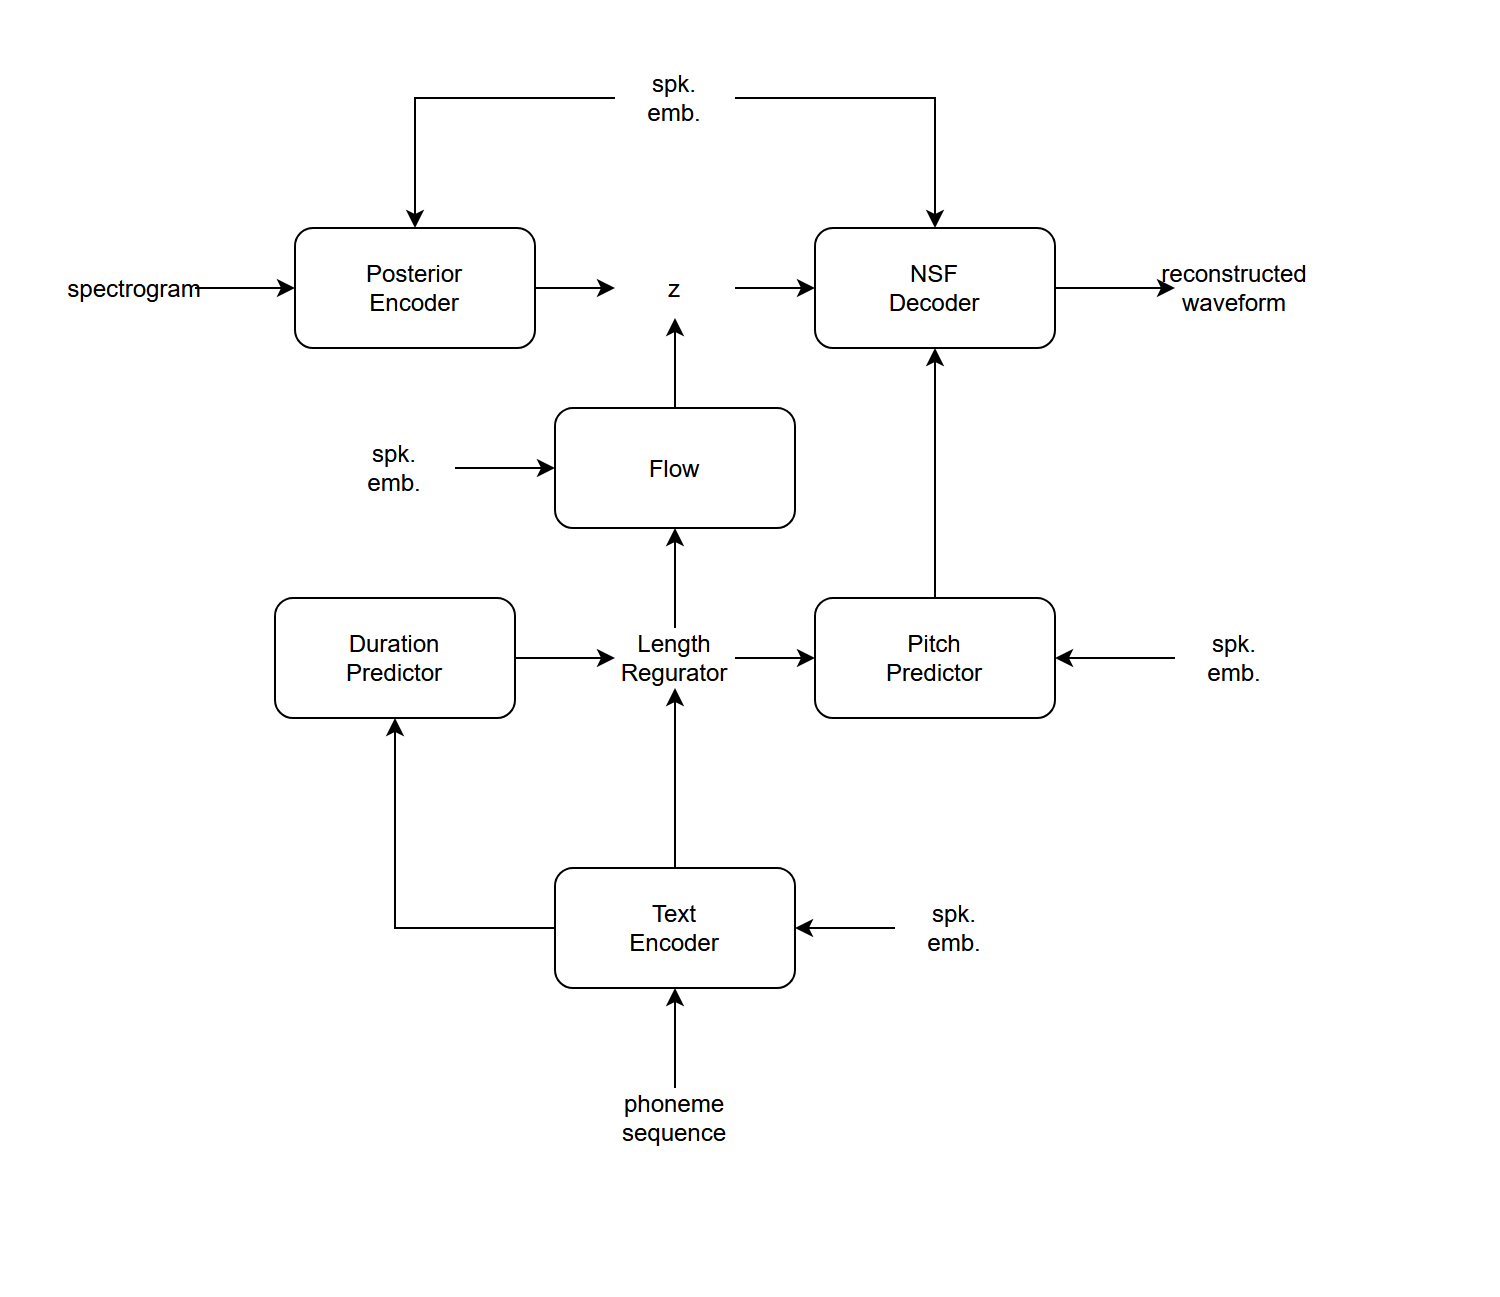 spk.
emb.
spectrogram
Posterior
Encoder
z
NSF
Decoder
reconstructed
waveform
spk.
emb.
Flow
Duration
Predictor
Length
Regurator
Pitch
Predictor
spk.
emb.
Text
Encoder
spk.
emb.
phoneme
sequence